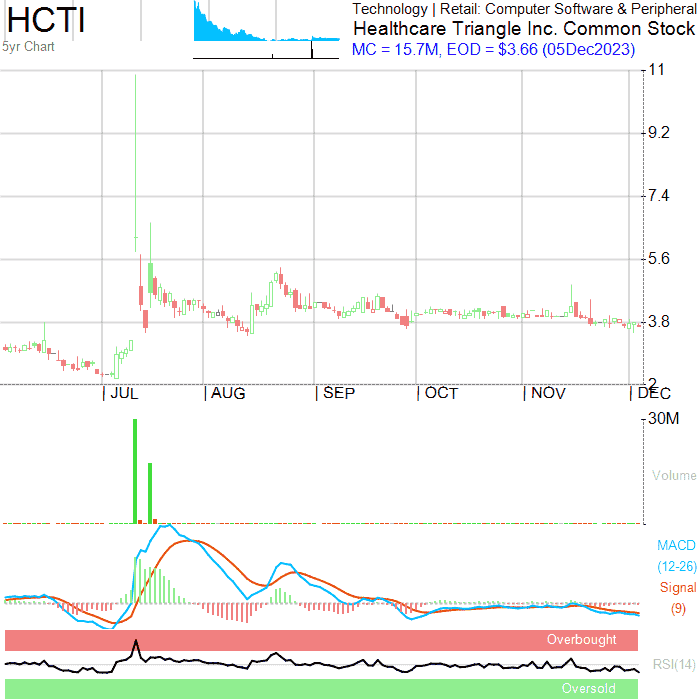 HCTI
5yr Chart
Technology | Retail: Computer Software & Peripheral
Healthcare Triangle Inc. Common Stock
MC = 15.7M, EOD = $3.66 (05Dec2023)
11
9.2
7.4
5.6
3.8
2
| JUL | AUG | SEP | OCT | NOV | DEC
30M
Volume
MACD
(12-26)
Signal
(9)
Overbought
RSI(14)
Oversold